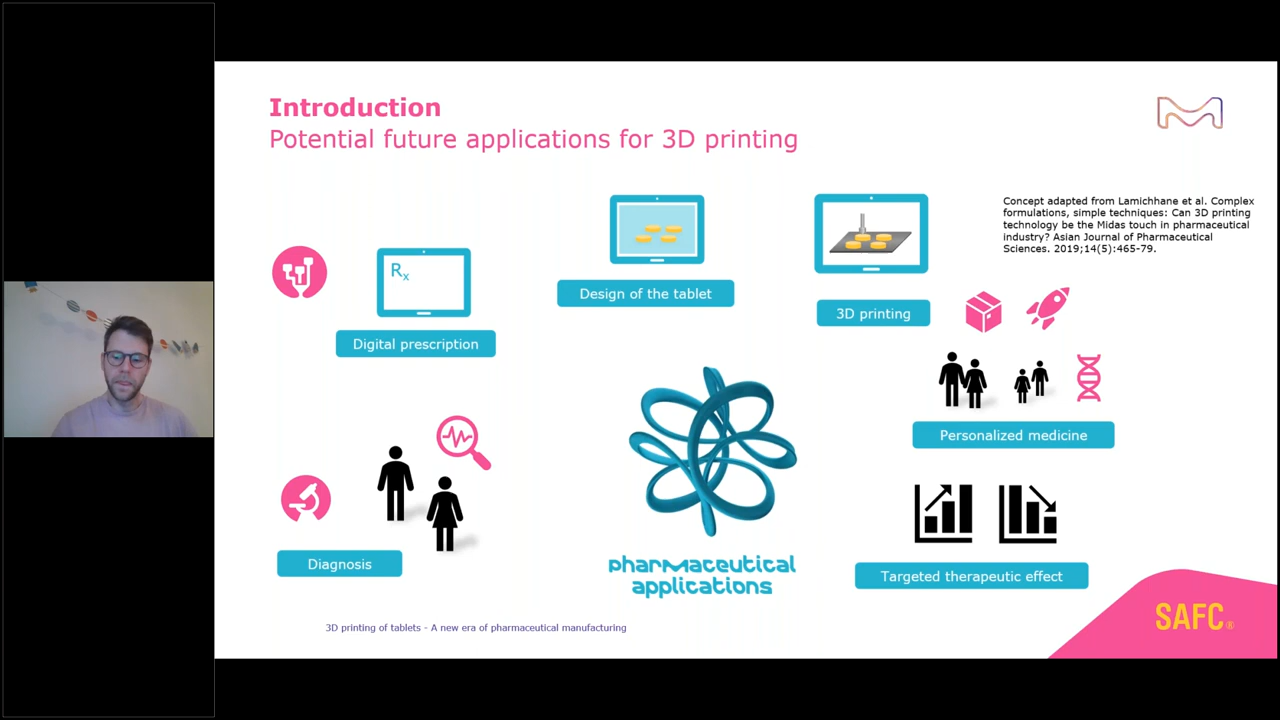 Introduction
Potential future applications for 3D printing
Concept adapted from Lamichhane et al. Complex
formulations, simple techniques: Can 3D printing
technology be the Midas touch in pharmaceutical
industry? Asian Journal of Pharmaceutical
Sciences. 2019;14(5):465-79.
Rx
Digital prescription
Design of the tablet
3D printing
Personalized medicine
Diagnosis
pharmaceutical
applications
Targeted therapeutic effect
3D printing of tablets - A new era of pharmaceutical manufacturing
SAFC®